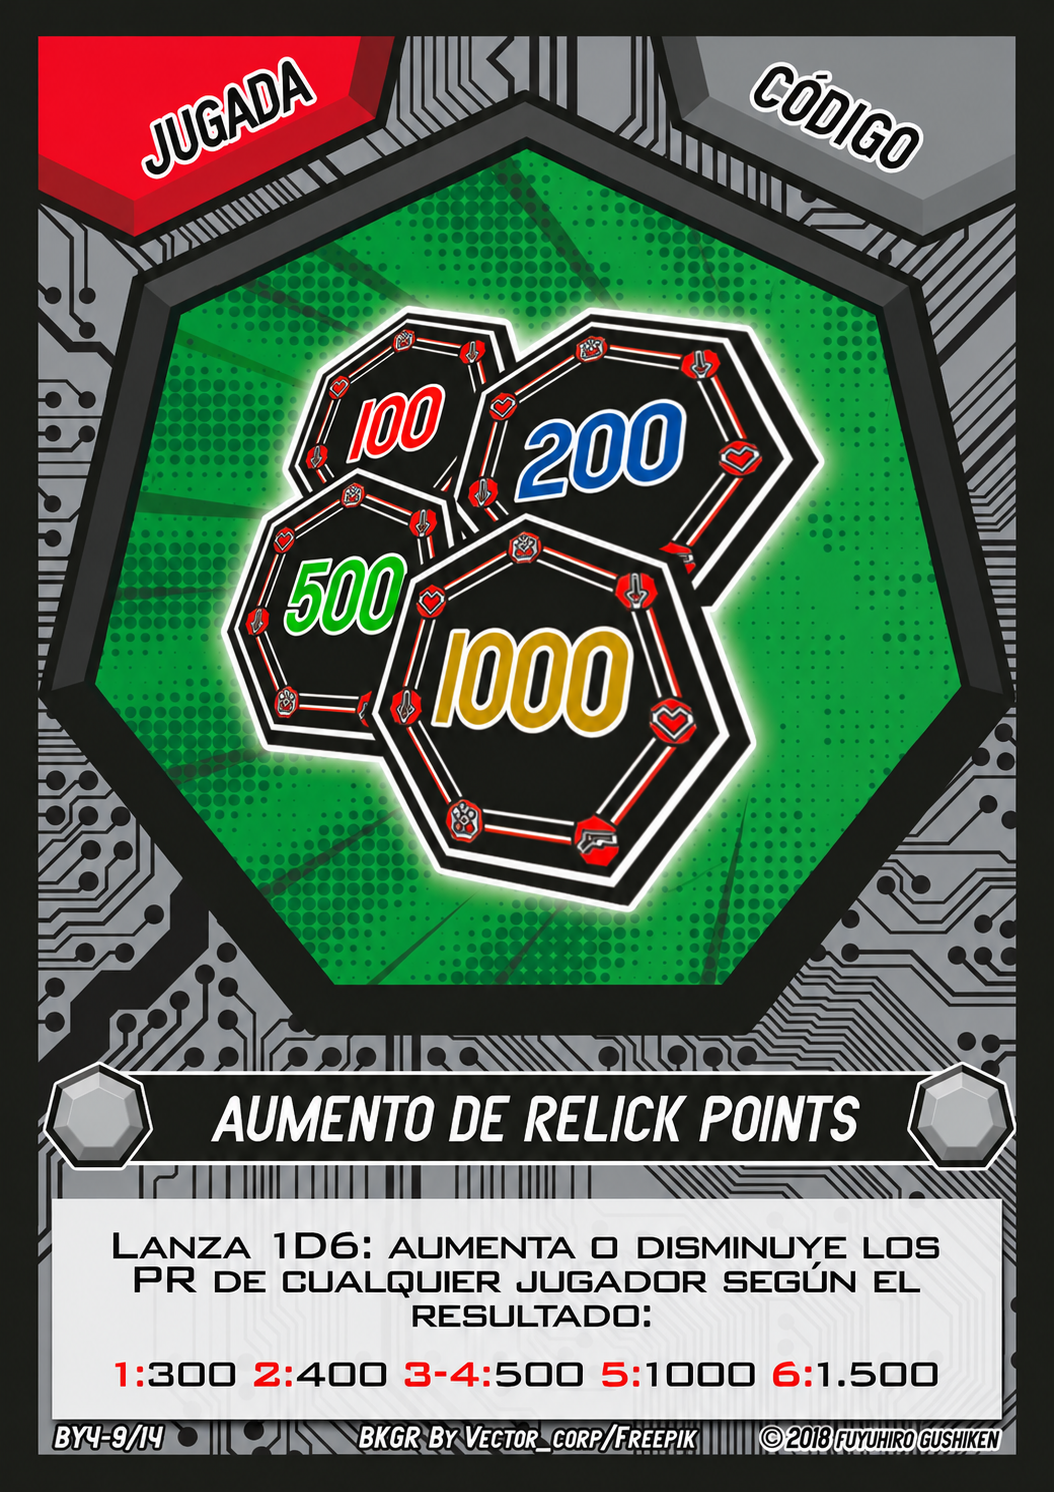 JUGADA
CÓDIGO
100
200
500
1000
AUMENTO DE RELICK POINTS
LANZA 1D6: AUMENTA O DISMINUYE LOS
PR DE CUALQUIER JUGADOR SEGÚN EL
RESULTADO:
1:300 2:400 3-4:500 5:1000 6:1.500
BY4-9/14
BKGR BY VECTOR_CORP/FREEPIK
© 2018 FUYUHIRO GUSHIKEN